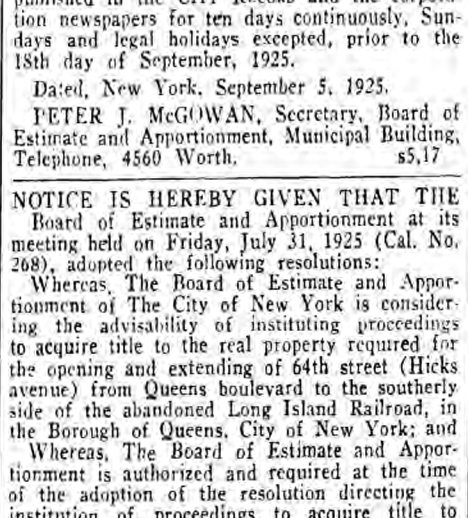 published in the City Record and the corpora-
tion newspapers for ten days continuously, Sun-
days and legal holidays excepted, prior to the
18th day of September, 1925.
Dated, New York, September 5, 1925.
PETER J. McGOWAN, Secretary, Board of
Estimate and Apportionment, Municipal Building,
Telephone, 4560 Worth. s5,17
NOTICE IS HEREBY GIVEN THAT THE
Board of Estimate and Apportionment at its
meeting held on Friday, July 31, 1925 (Cal. No.
268), adopted the following resolutions:
Whereas, The Board of Estimate and Appor-
tionment of The City of New York is consider-
ing the advisability of instituting proceedings
to acquire title to the real property required for
the opening and extending of 64th street (Hicks
avenue) from Queens boulevard to the southerly
side of the abandoned Long Island Railroad, in
the Borough of Queens, City of New York; and
Whereas, The Board of Estimate and Appor-
tionment is authorized and required at the time
of the adoption of the resolution directing the
institution of proceedings to acquire title to